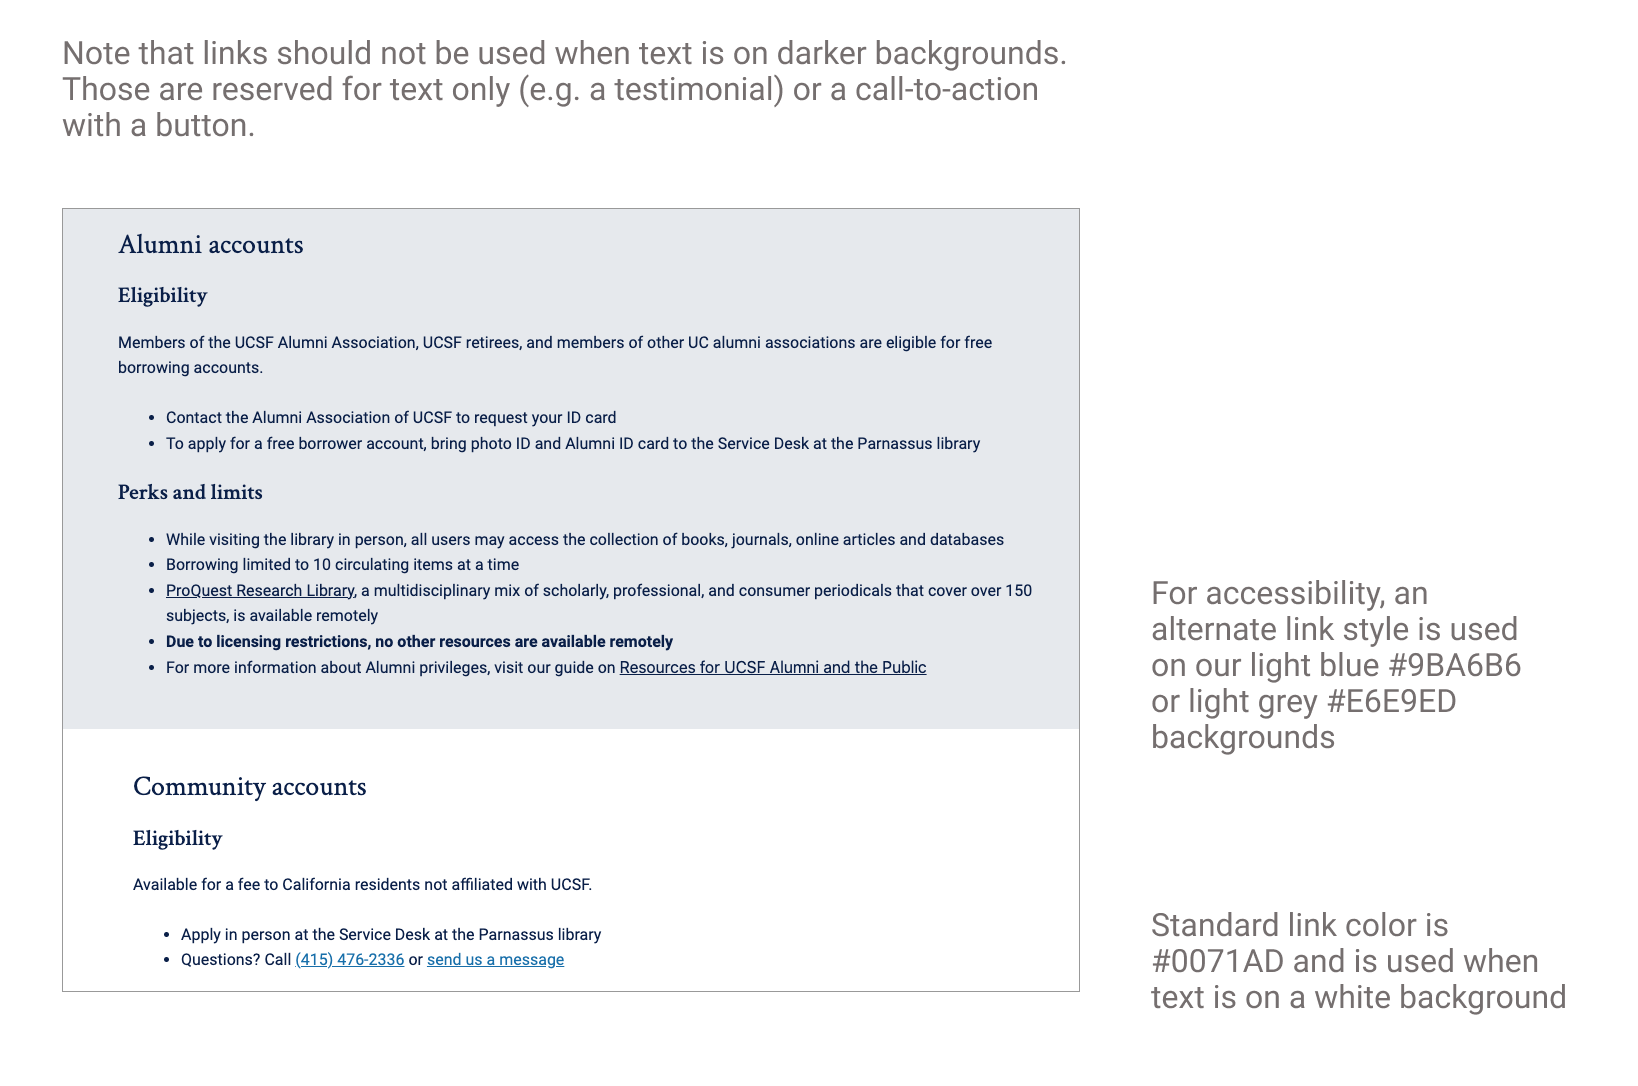 Note that links should not be used when text is on darker backgrounds.
Those are reserved for text only (e.g. a testimonial) or a call-to-action
with a button.
Alumni accounts
Eligibility
Members of the UCSF Alumni Association, UCSF retirees, and members of other UC alumni associations are eligible for free
borrowing accounts.
• Contact the Alumni Association of UCSF to request your ID card
• To apply for a free borrower account, bring photo ID and Alumni ID card to the Service Desk at the Parnassus library
Perks and limits
• While visiting the library in person, all users may access the collection of books, journals, online articles and databases
• Borrowing limited to 10 circulating items at a time
• ProQuest Research Library, a multidisciplinary mix of scholarly, professional, and consumer periodicals that cover over 150
subjects, is available remotely
• Due to licensing restrictions, no other resources are available remotely
• For more information about Alumni privileges, visit our guide on Resources for UCSF Alumni and the Public
For accessibility, an
alternate link style is used
on our light blue #9BA6B6
or light grey #E6E9ED
backgrounds
Community accounts
Eligibility
Available for a fee to California residents not affiliated with UCSF.
• Apply in person at the Service Desk at the Parnassus library
• Questions? Call (415) 476-2336 or send us a message
Standard link color is
#0071AD and is used when
text is on a white background